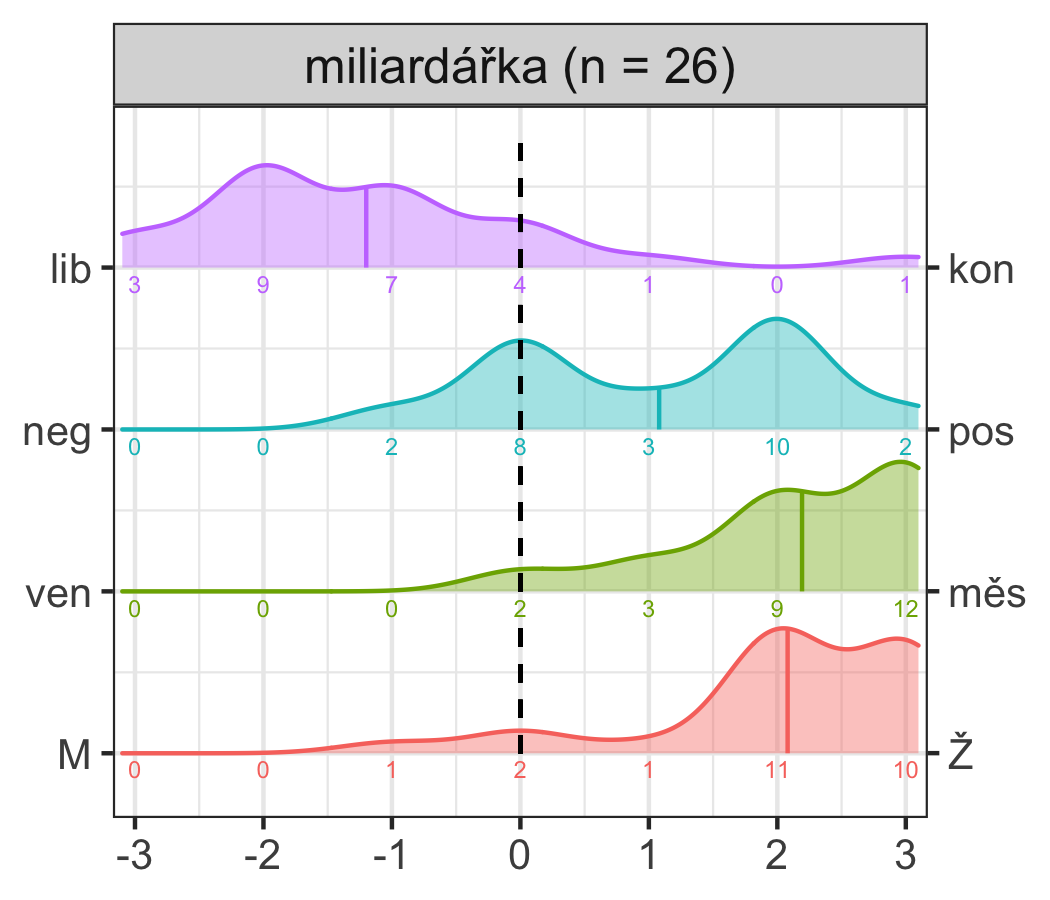 miliardářka (n = 26)
lib kon
3 9 7 4 1 0 1
neg pos
0 0 2 8 3 10 2
ven měs
0 0 0 2 3 9 12
M Ž
0 0 1 2 1 11 10
-3 -2 -1 0 1 2 3